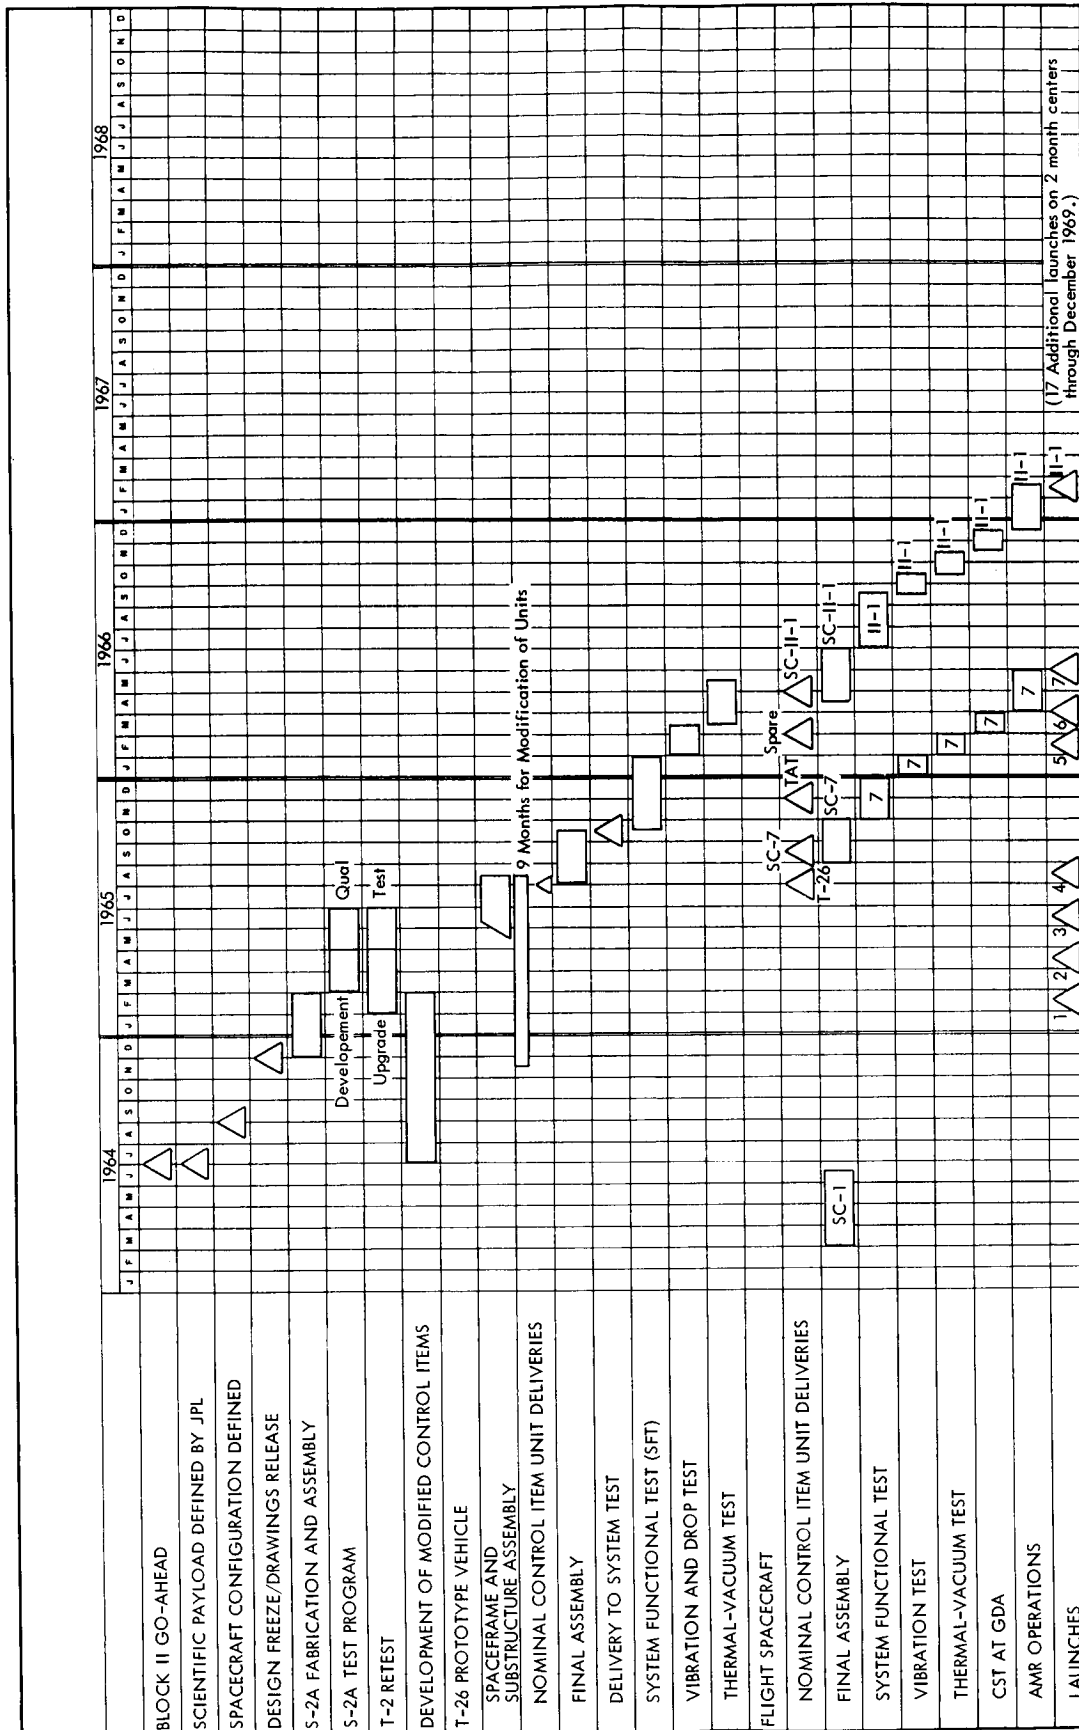 1964
1965
1966
1967
1968
J F M A M J J A S O N D J F M A M J J A S O N D J F M A M J J A S O N D J F M A M J J A S O N D J F M A M J J A S O N D
BLOCK II GO-AHEAD
SCIENTIFIC PAYLOAD DEFINED BY JPL
SPACECRAFT CONFIGURATION DEFINED
DESIGN FREEZE/DRAWINGS RELEASE
S-2A FABRICATION AND ASSEMBLY
S-2A TEST PROGRAM
Developement
Qual
T-2 RETEST
Upgrade
Test
DEVELOPMENT OF MODIFIED CONTROL ITEMS
T-26 PROTOTYPE VEHICLE
SPACEFRAME AND
SUBSTRUCTURE ASSEMBLY
NOMINAL CONTROL ITEM UNIT DELIVERIES
9 Months for Modification of Units
FINAL ASSEMBLY
DELIVERY TO SYSTEM TEST
SYSTEM FUNCTIONAL TEST (SFT)
VIBRATION AND DROP TEST
THERMAL-VACUUM TEST
FLIGHT SPACECRAFT
NOMINAL CONTROL ITEM UNIT DELIVERIES
T-26
SC-7
TAT
Spare
SC-II-1
FINAL ASSEMBLY
SC-1
SC-7
SC-II-1
SYSTEM FUNCTIONAL TEST
7
II-1
VIBRATION TEST
7
II-1
THERMAL-VACUUM TEST
7
II-1
CST AT GDA
7
II-1
AMR OPERATIONS
7
II-1
LAUNCHES
1 2 3 4 5 6 7 II-1
(17 Additional launches on 2 month centers
through December 1969.)